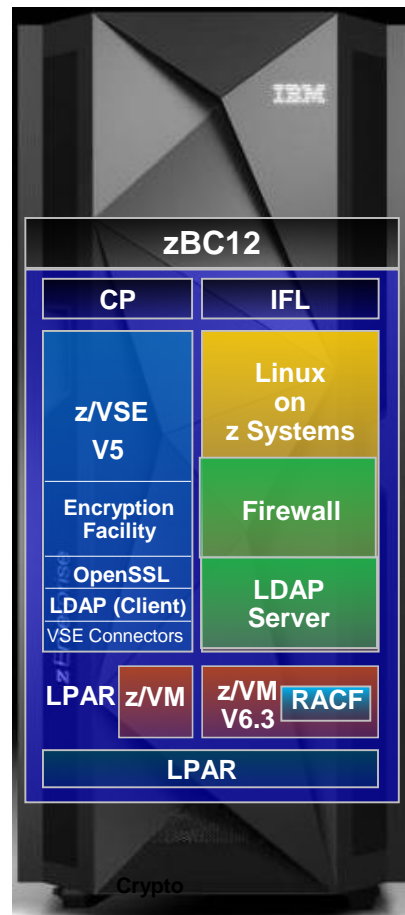 IBM
zBC12
CP
IFL
z/VSE
V5
Encryption
Facility
OpenSSL
LDAP (Client)
VSE Connectors
Linux
on
z Systems
Firewall
LDAP
Server
zEnterprise
LPAR
z/VM
z/VM
V6.3
RACF
LPAR
Crypto